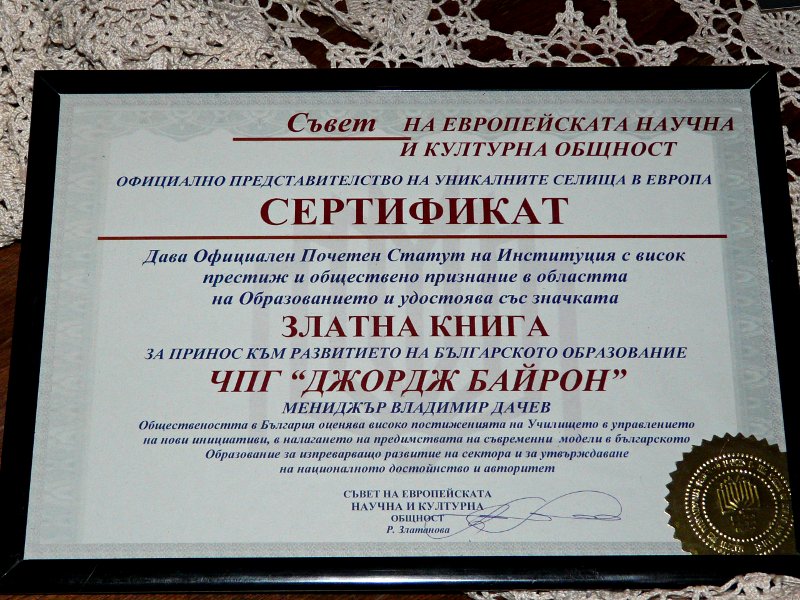 Съвет НА ЕВРОПЕЙСКАТА НАУЧНА
И КУЛТУРНА ОБЩНОСТ
ОФИЦИАЛНО ПРЕДСТАВИТЕЛСТВО НА УНИКАЛНИТЕ СЕЛИЩА В ЕВРОПА
СЕРТИФИКАТ
Дава Официален Почетен Статут на Институция с висок
престиж и обществено признание в областта
на Образованието и удостоява със значката
ЗЛАТНА КНИГА
ЗА ПРИНОС КЪМ РАЗВИТИЕТО НА БЪЛГАРСКОТО ОБРАЗОВАНИЕ
ЧПГ “ДЖОРДЖ БАЙРОН”
МЕНИДЖЪР ВЛАДИМИР ДАЧЕВ
Обществеността в България оценява високо постиженията на Училището в управлението
на нови инициативи, в налагането на предимствата на съвременни модели в българското
Образование за изпреварващо развитие на сектора и за утвърждаване
на националното достойнство и авторитет
СЪВЕТ НА ЕВРОПЕЙСКАТА
НАУЧНА И КУЛТУРНА
ОБЩНОСТ
Р. Златанова